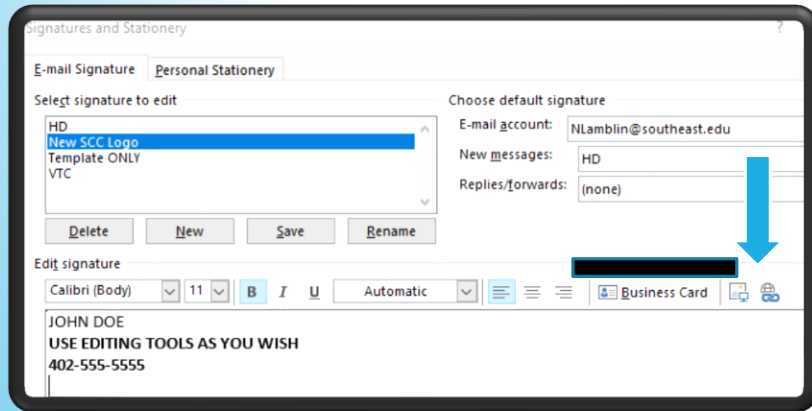 Signatures and Stationery ?
E-mail Signature Personal Stationery
Select signature to edit
HD
New SCC Logo
Template ONLY
VTC
Delete New Save Rename
Choose default signature
E-mail account: NLamblin@southeast.edu
New messages: HD
Replies/forwards: (none)
Edit signature
Calibri (Body) 11 B I U Automatic Business Card
JOHN DOE
USE EDITING TOOLS AS YOU WISH
402-555-5555